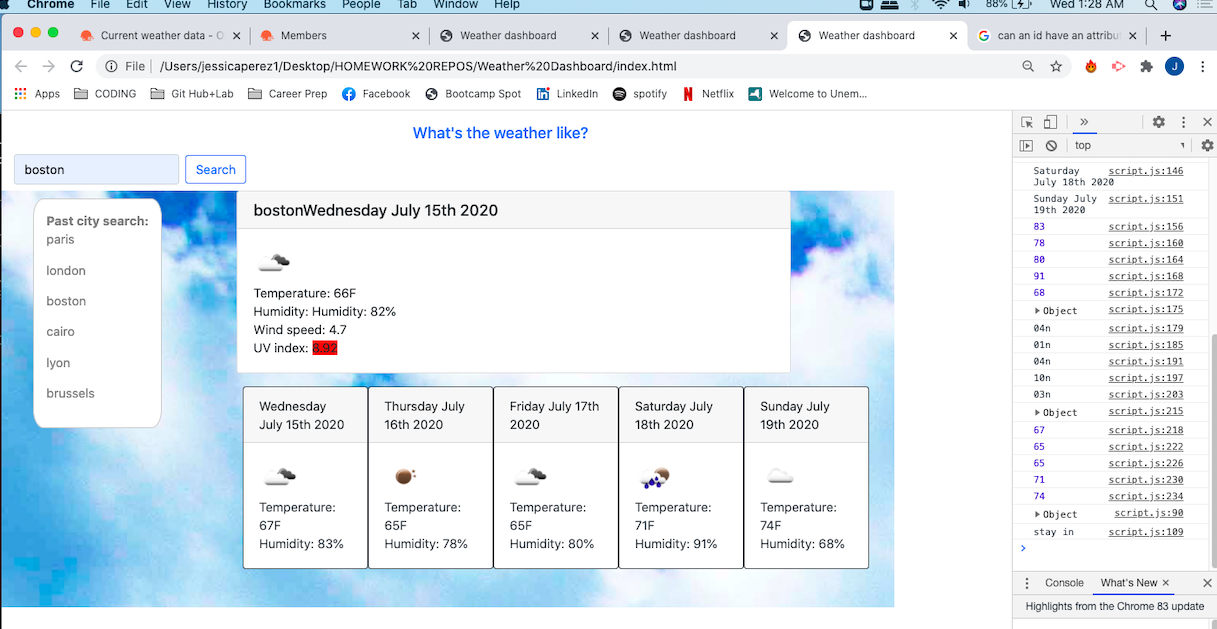 Chrome File Edit View History Bookmarks People Tab Window Help 88% Wed 1:28 AM
Current weather data - O Members Weather dashboard Weather dashboard Weather dashboard can an id have an attribu
File /Users/jessicaperez1/Desktop/HOMEWORK%20REPOS/Weather%20Dashboard/index.html J
Apps CODING Git Hub+Lab Career Prep Facebook Bootcamp Spot LinkedIn spotify Netflix Welcome to Unem...
What's the weather like?
boston Search
Past city search:
paris
london
boston
cairo
lyon
brussels
bostonWednesday July 15th 2020
Temperature: 66F
Humidity: Humidity: 82%
Wind speed: 4.7
UV index: 6.92
Wednesday
July 15th 2020
Temperature:
67F
Humidity: 83%
Thursday July
16th 2020
Temperature:
65F
Humidity: 78%
Friday July 17th
2020
Temperature:
65F
Humidity: 80%
Saturday July
18th 2020
Temperature:
71F
Humidity: 91%
Sunday July
19th 2020
Temperature:
74F
Humidity: 68%
top
Saturday script.js:146
July 18th 2020
Sunday July script.js:151
19th 2020
83 script.js:156
78 script.js:160
80 script.js:164
91 script.js:168
68 script.js:172
Object script.js:175
04n script.js:179
01n script.js:185
04n script.js:191
10n script.js:197
03n script.js:203
Object script.js:215
67 script.js:218
65 script.js:222
65 script.js:226
71 script.js:230
74 script.js:234
Object script.js:90
stay in script.js:109
Console What's New
Highlights from the Chrome 83 update